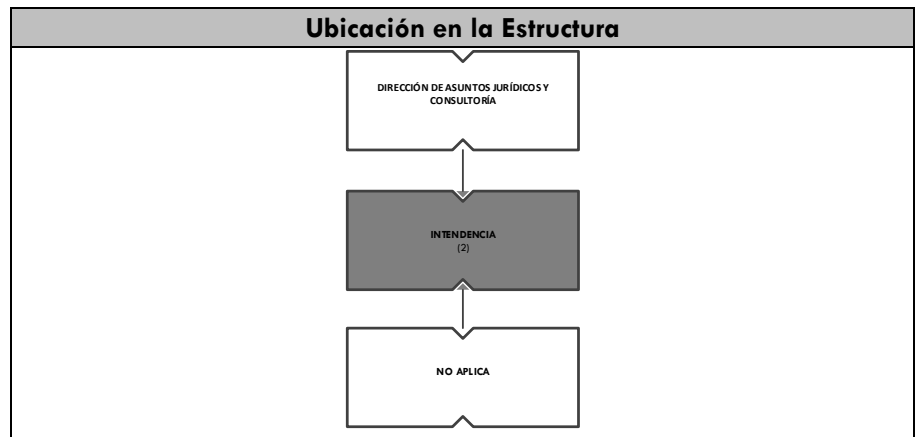 Ubicación en la Estructura
DIRECCIÓN DE ASUNTOS JURÍDICOS Y
CONSULTORÍA
INTENDENCIA
(2)
NO APLICA